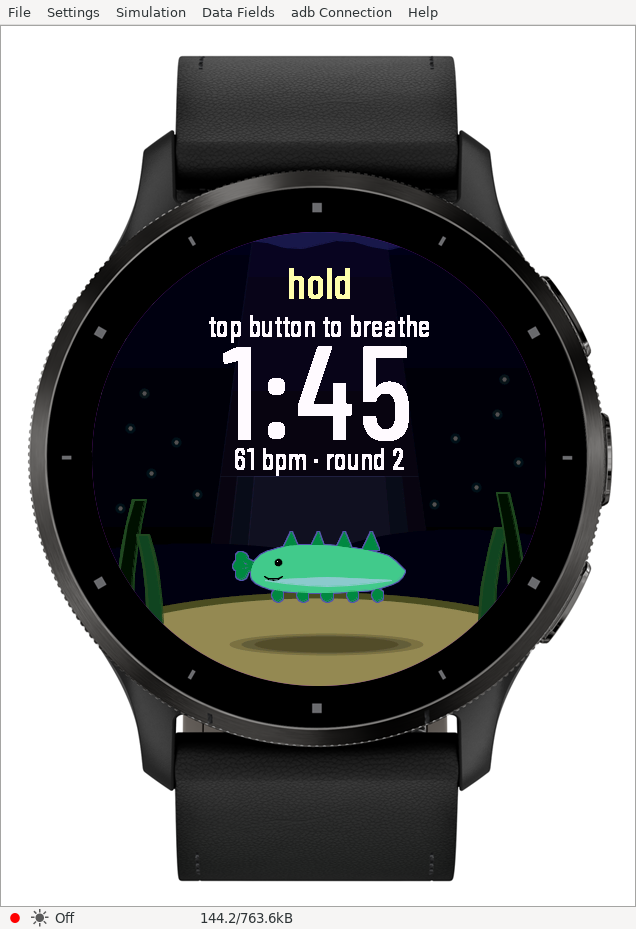 File Settings Simulation Data Fields adb Connection Help
hold
top button to breathe
1:45
61 bpm · round 2
Off 144.2/763.6kB